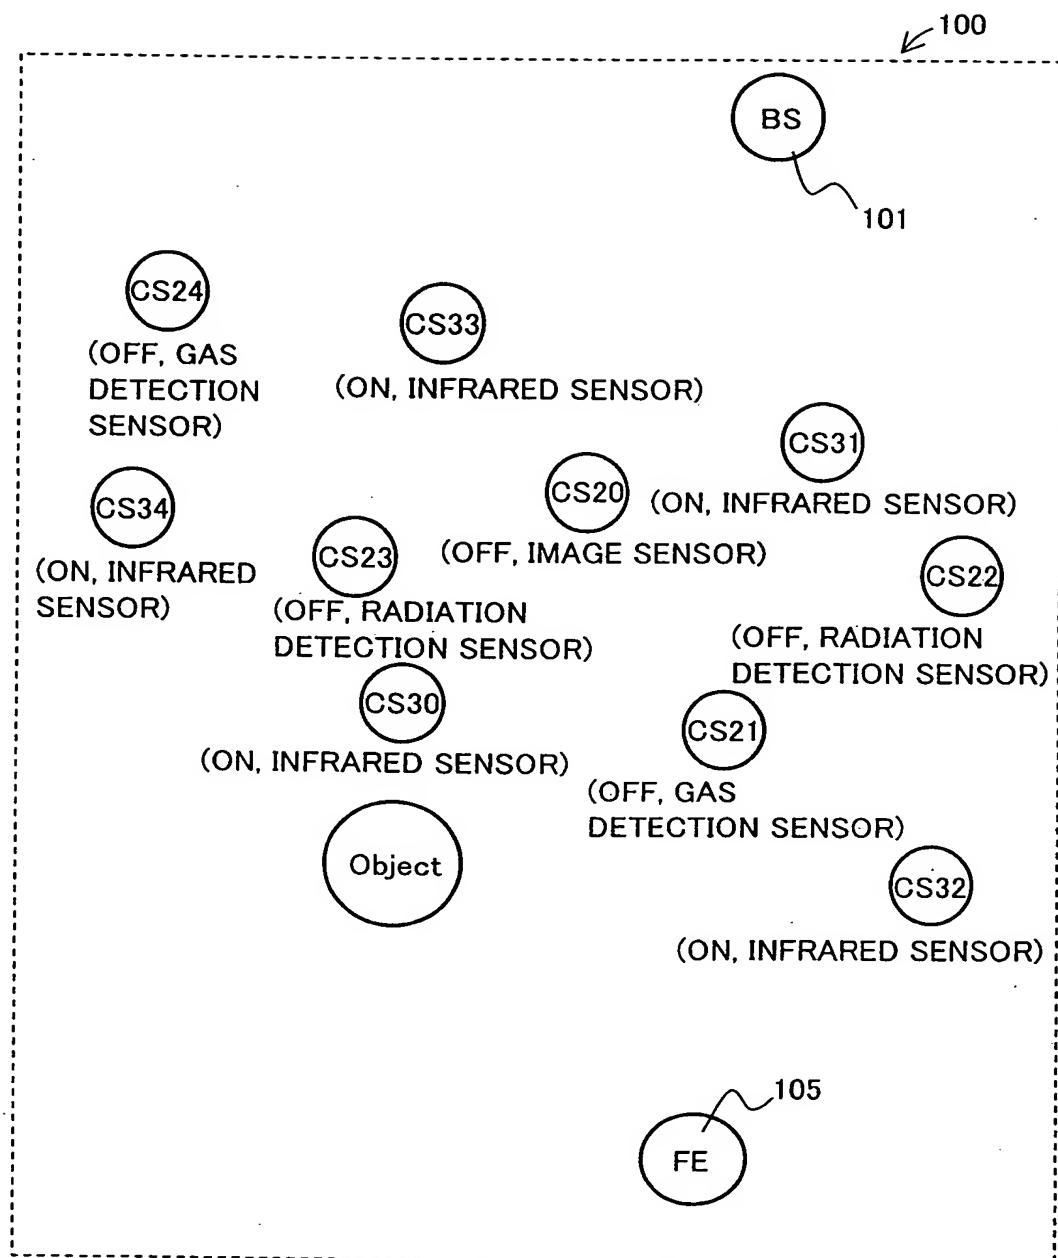 100
BS
101
CS24
(OFF, GAS
DETECTION
SENSOR)
CS33
(ON, INFRARED SENSOR)
CS31
(ON, INFRARED SENSOR)
CS34
(ON, INFRARED
SENSOR)
CS20
(OFF, IMAGE SENSOR)
CS23
(OFF, RADIATION
DETECTION SENSOR)
CS22
(OFF, RADIATION
DETECTION SENSOR)
CS30
(ON, INFRARED SENSOR)
CS21
(OFF, GAS
DETECTION SENSOR)
Object
CS32
(ON, INFRARED SENSOR)
105
FE